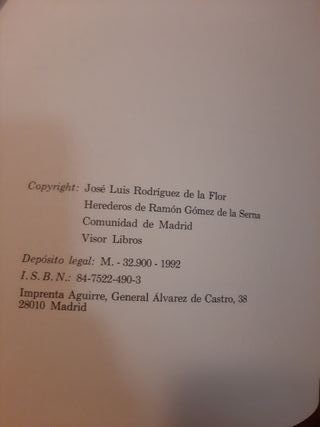 Copyright: José Luis Rodríguez de la Flor
Herederos de Ramón Gómez de la Serna
Comunidad de Madrid
Visor Libros
Depósito legal: M. - 32.900 - 1992
I. S. B. N.: 84-7522-490-3
Imprenta Aguirre, General Álvarez de Castro, 38
28010 Madrid